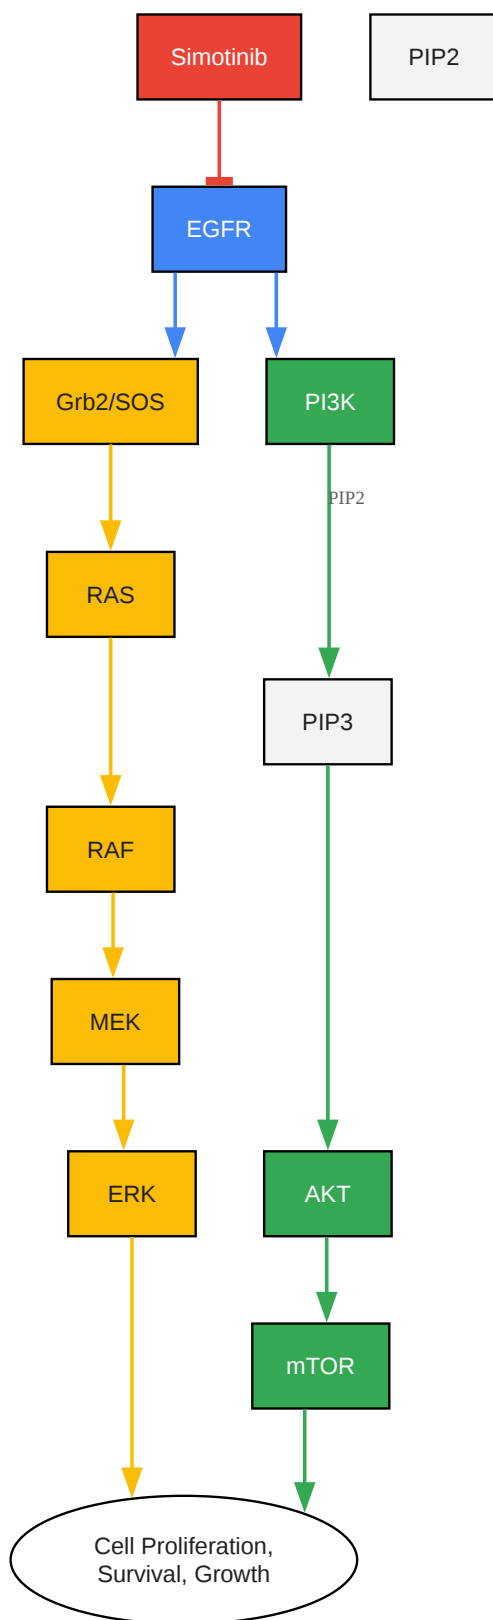 Simotinib
PIP2
EGFR
Grb2/SOS
PI3K
PIP2
RAS
PIP3
RAF
MEK
ERK
AKT
mTOR
Cell Proliferation,
Survival, Growth